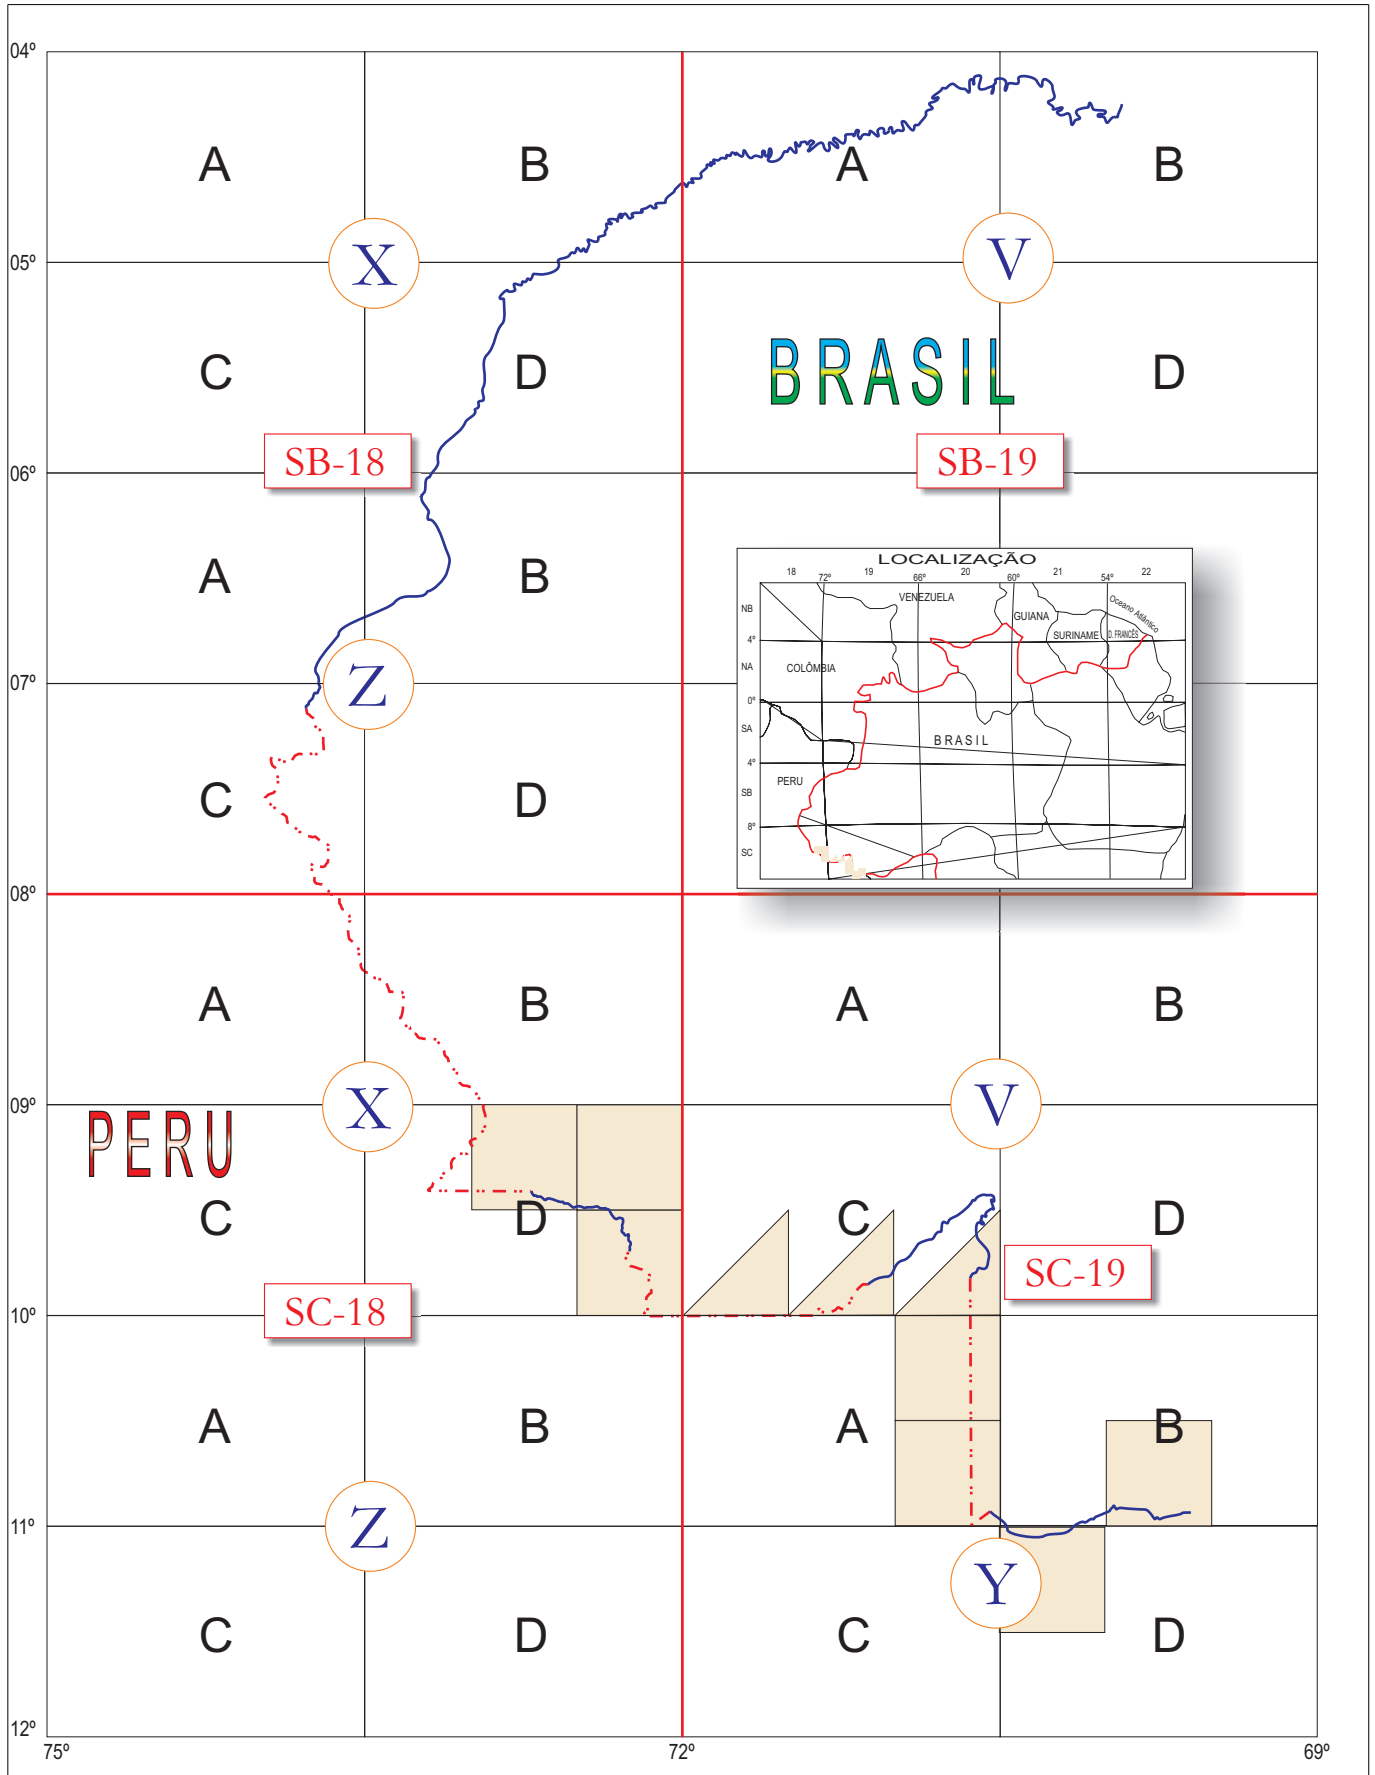 04º
A
B
A
B
X
V
05º
C
D
BRASIL
D
SB-18
SB-19
06º
A
B
LOCALIZAÇÃO
18
72º
19
66º
20
60º
21
54º
22
NB
VENEZUELA
GUIANA
Oceano Atlântico
4º
SURINAME
D. FRANCÊS
NA
COLÔMBIA
0º
SA
BRASIL
4º
PERU
SB
8º
SC
Z
07º
C
D
08º
A
B
A
B
X
V
09º
PERU
C
D
C
D
SC-19
SC-18
10º
A
B
A
B
Z
11º
Y
C
D
C
D
12º
75º
72º
69º